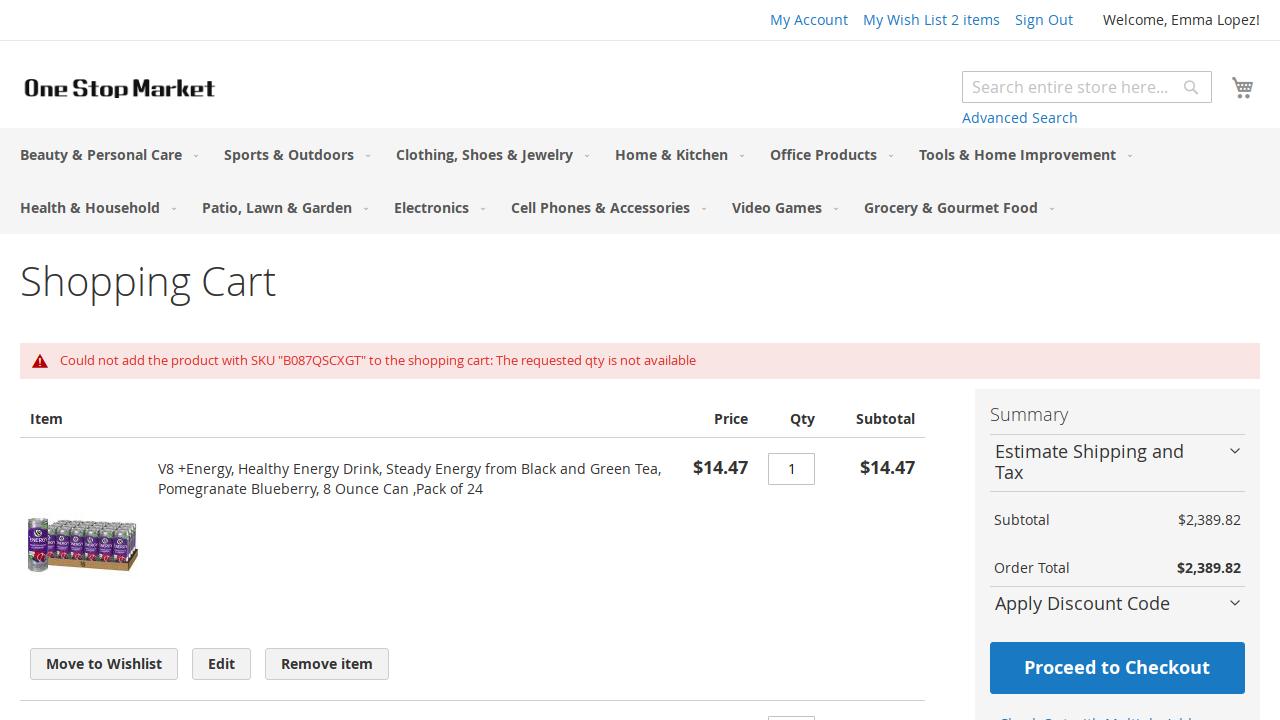 My Account My Wish List 2 items Sign Out Welcome, Emma Lopez!
One Stop Market
Search entire store here...
Advanced Search
Beauty & Personal Care Sports & Outdoors Clothing, Shoes & Jewelry Home & Kitchen Office Products Tools & Home Improvement
Health & Household Patio, Lawn & Garden Electronics Cell Phones & Accessories Video Games Grocery & Gourmet Food
Shopping Cart
Could not add the product with SKU "B087QSCXGT" to the shopping cart: The requested qty is not available
Item Price Qty Subtotal
V8 +Energy, Healthy Energy Drink, Steady Energy from Black and Green Tea,
Pomegranate Blueberry, 8 Ounce Can ,Pack of 24
$14.47 1 $14.47
Move to Wishlist Edit Remove item
Summary
Estimate Shipping and
Tax
Subtotal $2,389.82
Order Total $2,389.82
Apply Discount Code
Proceed to Checkout